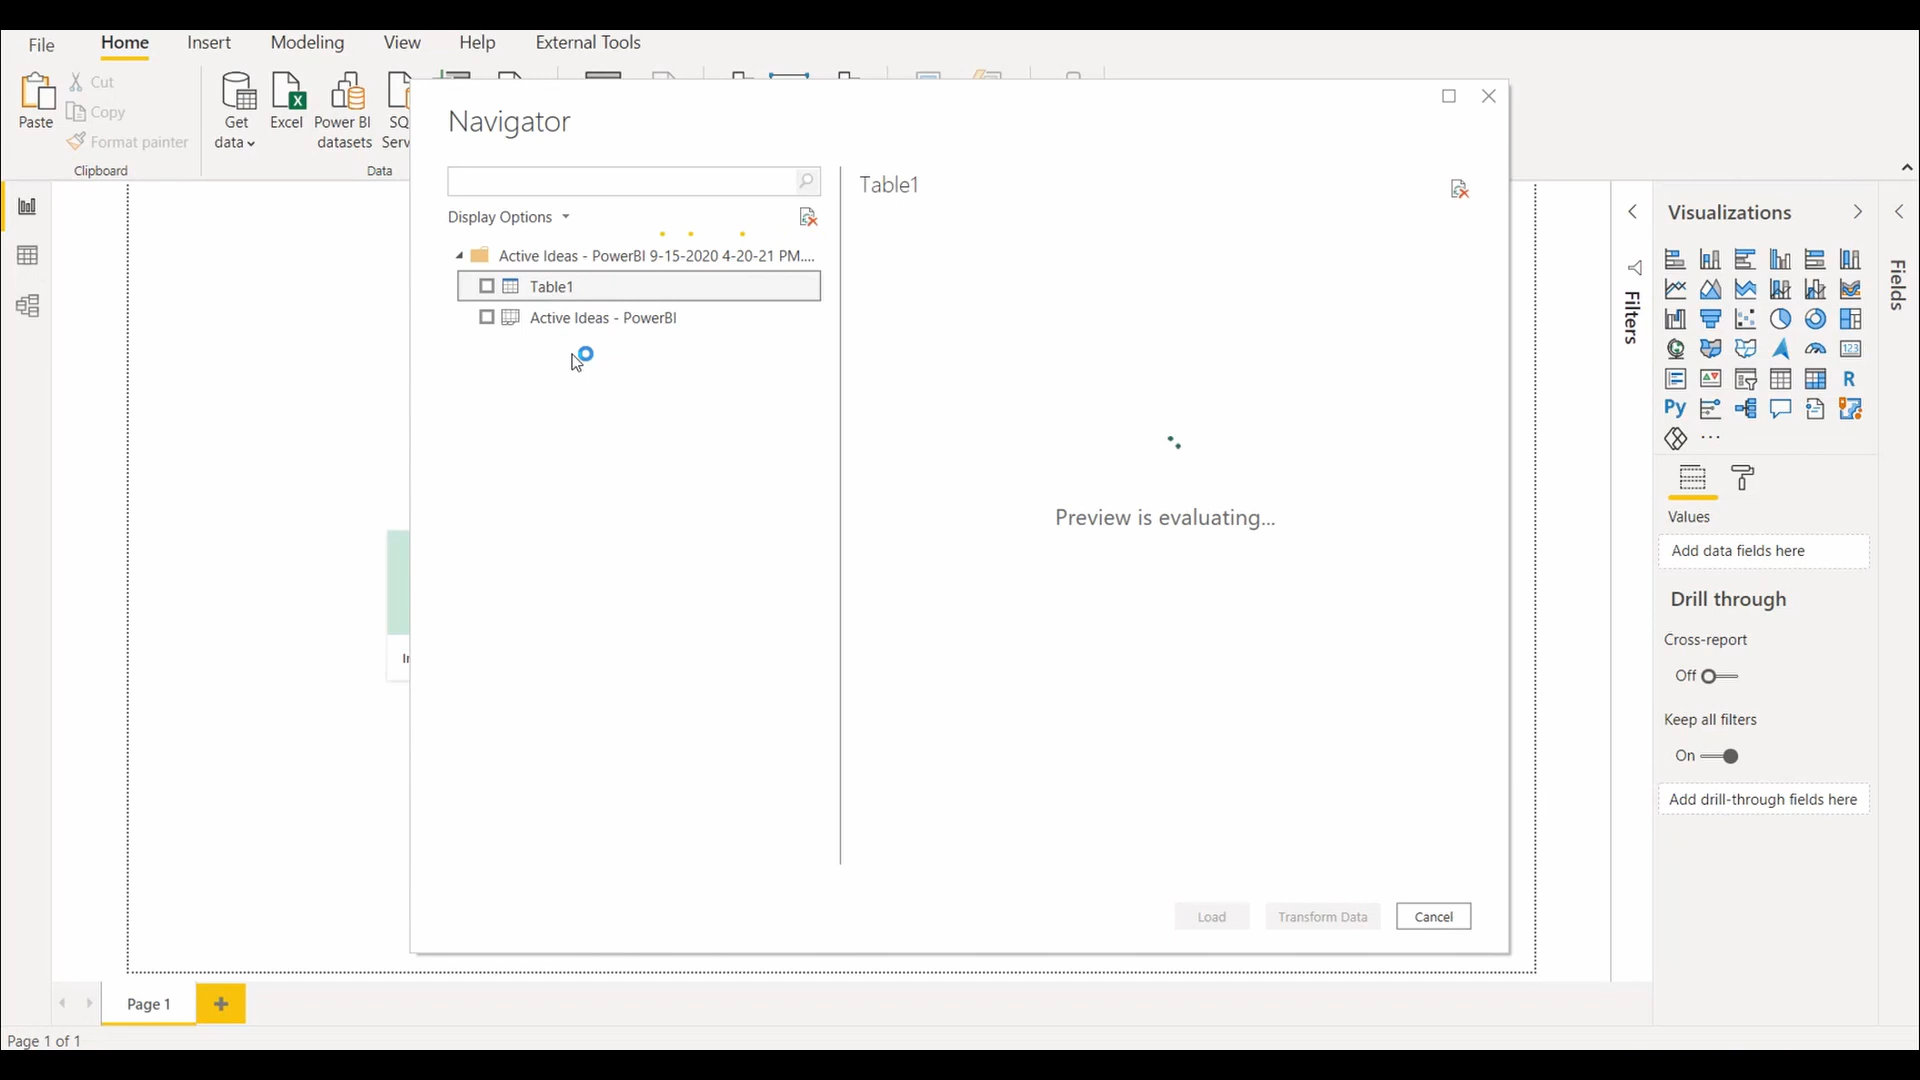 File Home Insert Modeling View Help External Tools
Paste
Cut
Copy
Format painter
Clipboard
Get data
Excel
Power BI datasets
SQ
Serv
Data
Navigator
Display Options
Active Ideas - PowerBI 9-15-2020 4-20-21 PM....
Table1
Active Ideas - PowerBI
Table1
Preview is evaluating...
Load
Transform Data
Cancel
Filters
Visualizations
123
R
Py
...
Values
Add data fields here
Drill through
Cross-report
Off
Keep all filters
On
Add drill-through fields here
Fields
Page 1
Page 1 of 1